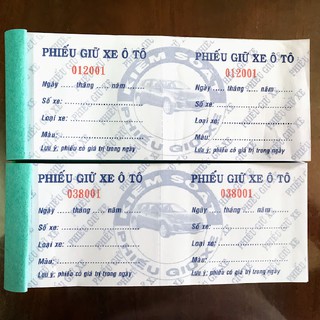 PHIẾU GIỮ XE Ô TÔ
012001
Ngày ..... tháng ..... năm .....
Số xe: ..........
Loại xe: ..........
Màu: ..........
Lưu ý: phiếu có giá trị trong ngày
PHIẾU GIỮ XE Ô TÔ
012001
Ngày ..... tháng ..... năm .....
Số xe: ..........
Loại xe: ..........
Màu: ..........
Lưu ý: phiếu có giá trị trong ngày
PHIẾU GIỮ XE Ô TÔ
038001
Ngày ..... tháng ..... năm .....
Số xe: ..........
Loại xe: ..........
Màu: ..........
Lưu ý: phiếu có giá trị trong ngày
PHIẾU GIỮ XE Ô TÔ
038001
Ngày ..... tháng ..... năm .....
Số xe: ..........
Loại xe: ..........
Màu: ..........
Lưu ý: phiếu có giá trị trong ngày